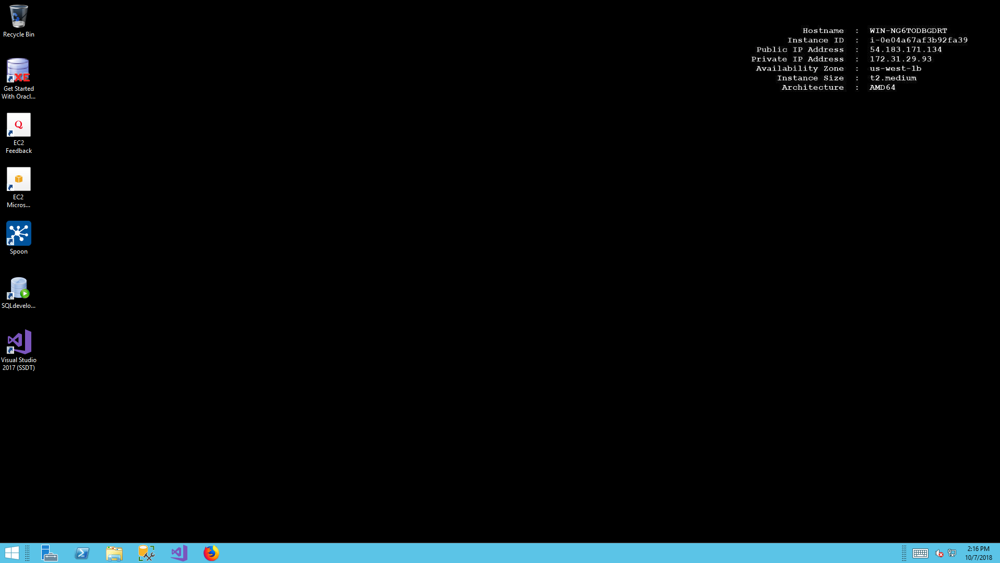 Recycle Bin
Get Started
With Oracl...
EC2
Feedback
EC2
Micros...
Spoon
SQLdevelo...
Visual Studio
2017 (SSDT)
Hostname : WIN-NG6TODBGDRT
Instance ID : i-0e04a67af3b92fa39
Public IP Address : 54.183.171.134
Private IP Address : 172.31.29.93
Availability Zone : us-west-1b
Instance Size : t2.medium
Architecture : AMD64
XE
Q
2:16 PM
10/7/2018